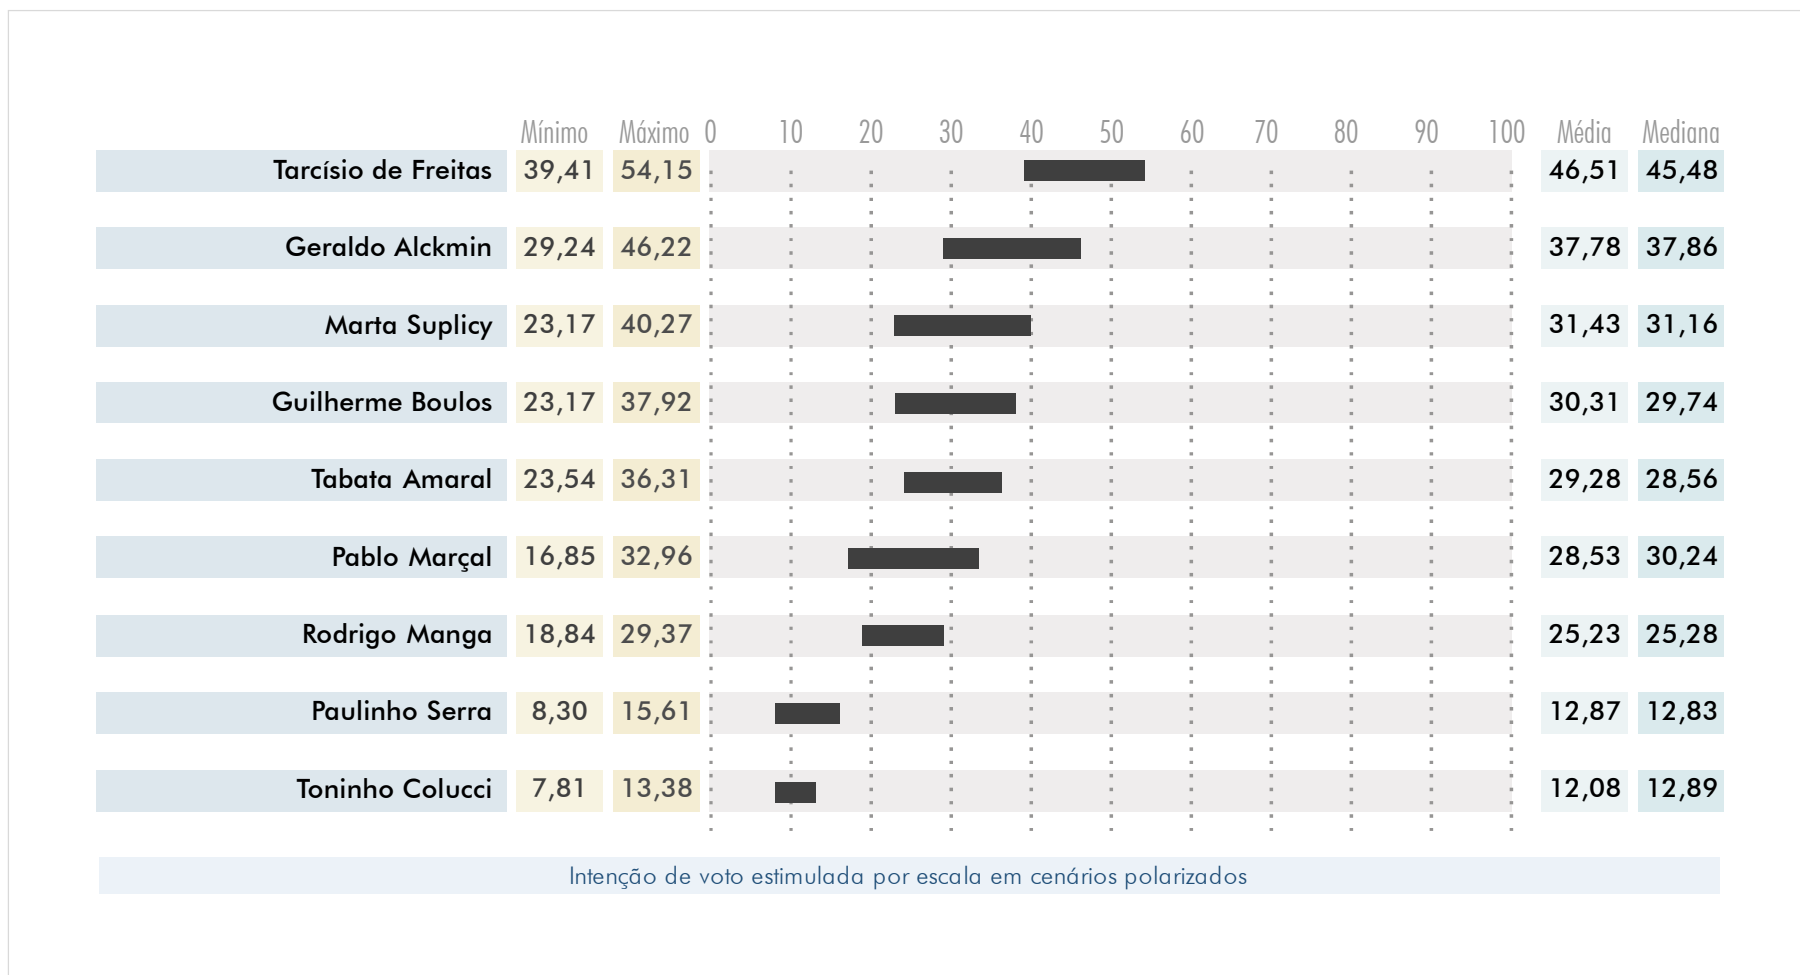 Mínimo Máximo 0 10 20 30 40 50 60 70 80 90 100 Média Mediana
Tarcísio de Freitas 39,41 54,15 46,51 45,48
Geraldo Alckmin 29,24 46,22 37,78 37,86
Marta Suplicy 23,17 40,27 31,43 31,16
Guilherme Boulos 23,17 37,92 30,31 29,74
Tabata Amaral 23,54 36,31 29,28 28,56
Pablo Marçal 16,85 32,96 28,53 30,24
Rodrigo Manga 18,84 29,37 25,23 25,28
Paulinho Serra 8,30 15,61 12,87 12,83
Toninho Colucci 7,81 13,38 12,08 12,89
Intenção de voto estimulada por escala em cenários polarizados